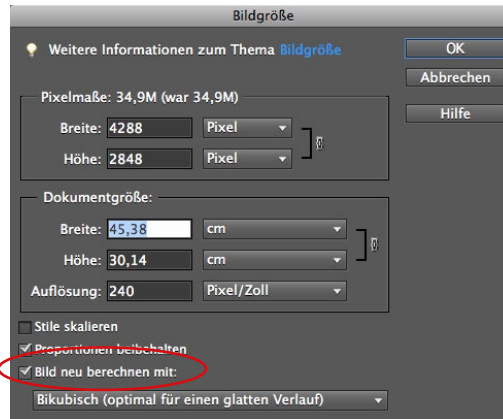 Bildgröße
Weitere Informationen zum Thema Bildgröße
OK
Abbrechen
Hilfe
Pixelmaße: 34,9M (war 34,9M)
Breite: 4288 Pixel
Höhe: 2848 Pixel
Dokumentgröße:
Breite: 45,38 cm
Höhe: 30,14 cm
Auflösung: 240 Pixel/Zoll
Stile skalieren
Proportionen beibehalten
Bild neu berechnen mit:
Bikubisch (optimal für einen glatten Verlauf)